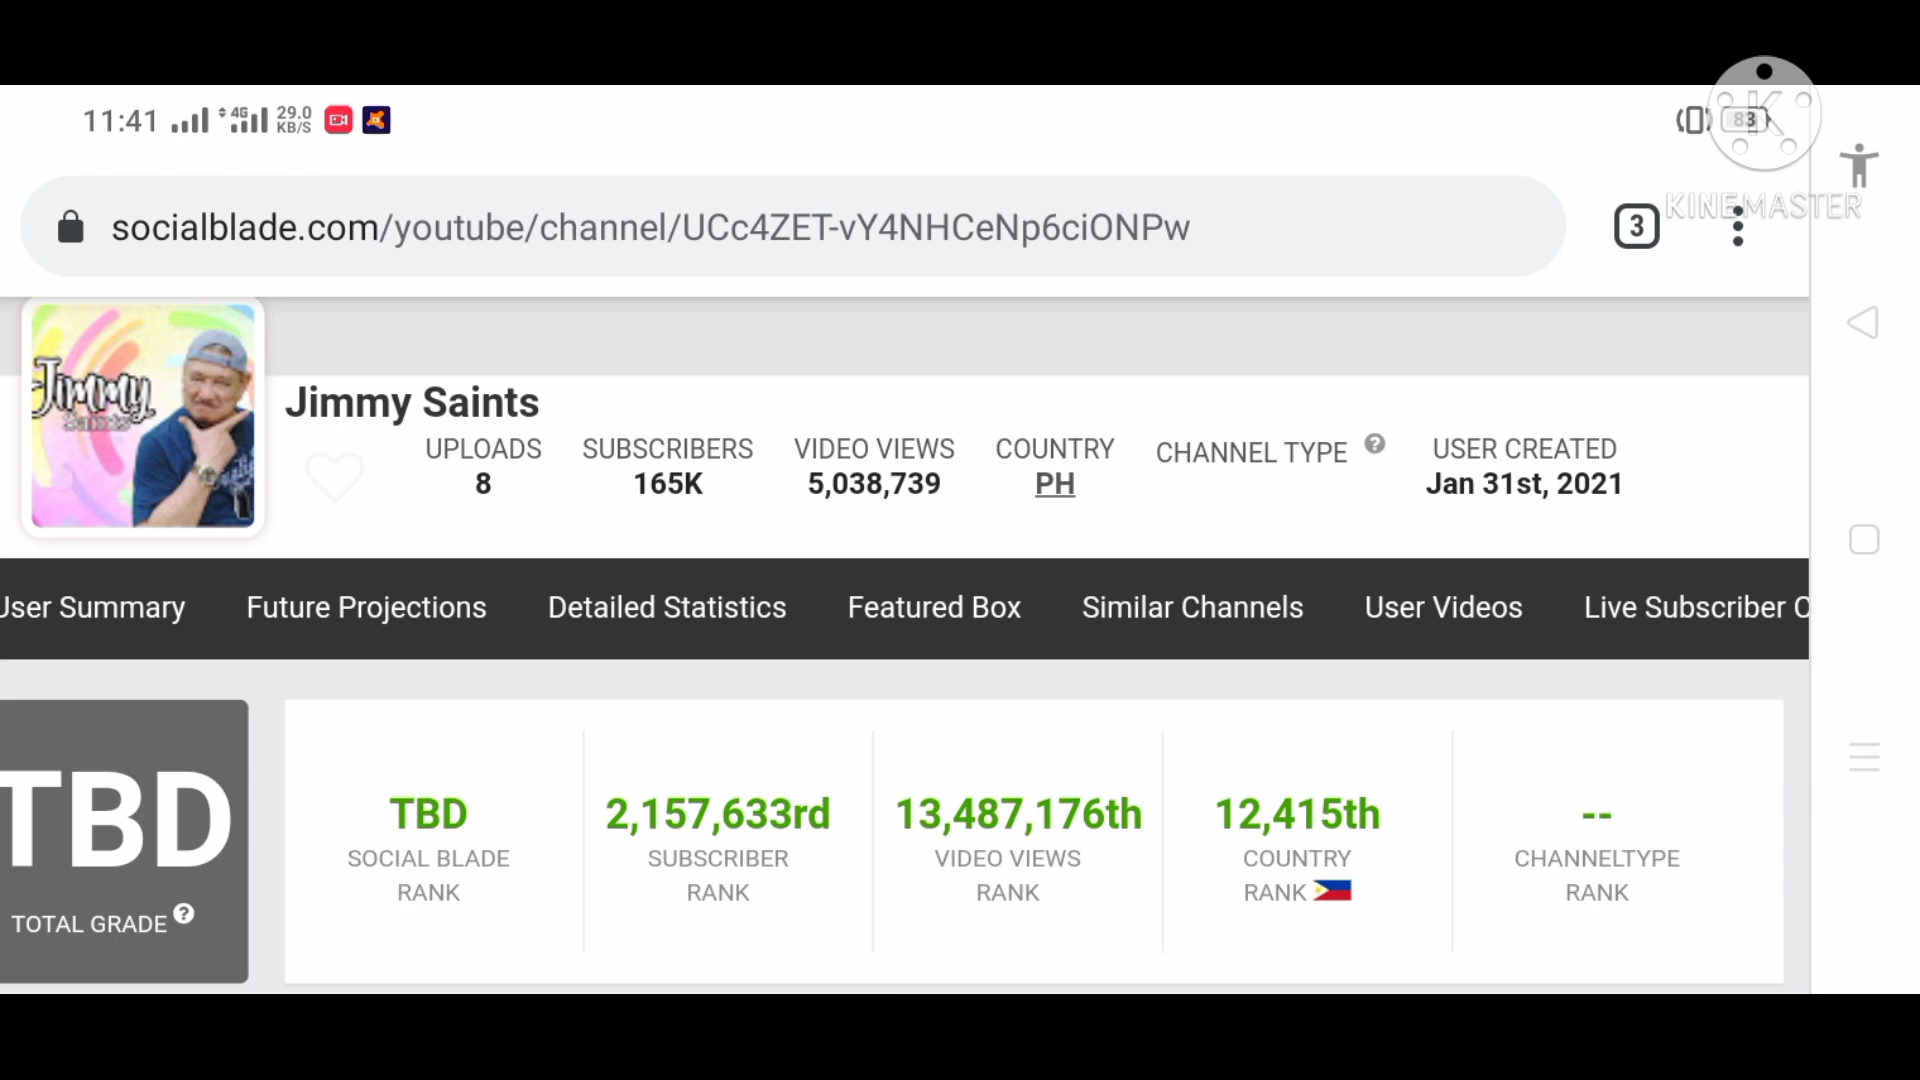 11:41 4G 29.0 KB/S 83
KINEMASTER
socialblade.com/youtube/channel/UCc4ZET-vY4NHCeNp6ciONPw 3
Jimmy
Saints
Jimmy Saints
UPLOADS SUBSCRIBERS VIDEO VIEWS COUNTRY CHANNEL TYPE ? USER CREATED
8 165K 5,038,739 PH Jan 31st, 2021
User Summary Future Projections Detailed Statistics Featured Box Similar Channels User Videos Live Subscriber C
TBD
TOTAL GRADE ?
TBD
SOCIAL BLADE
RANK
2,157,633rd
SUBSCRIBER
RANK
13,487,176th
VIDEO VIEWS
RANK
12,415th
COUNTRY
RANK
--
CHANNELTYPE
RANK